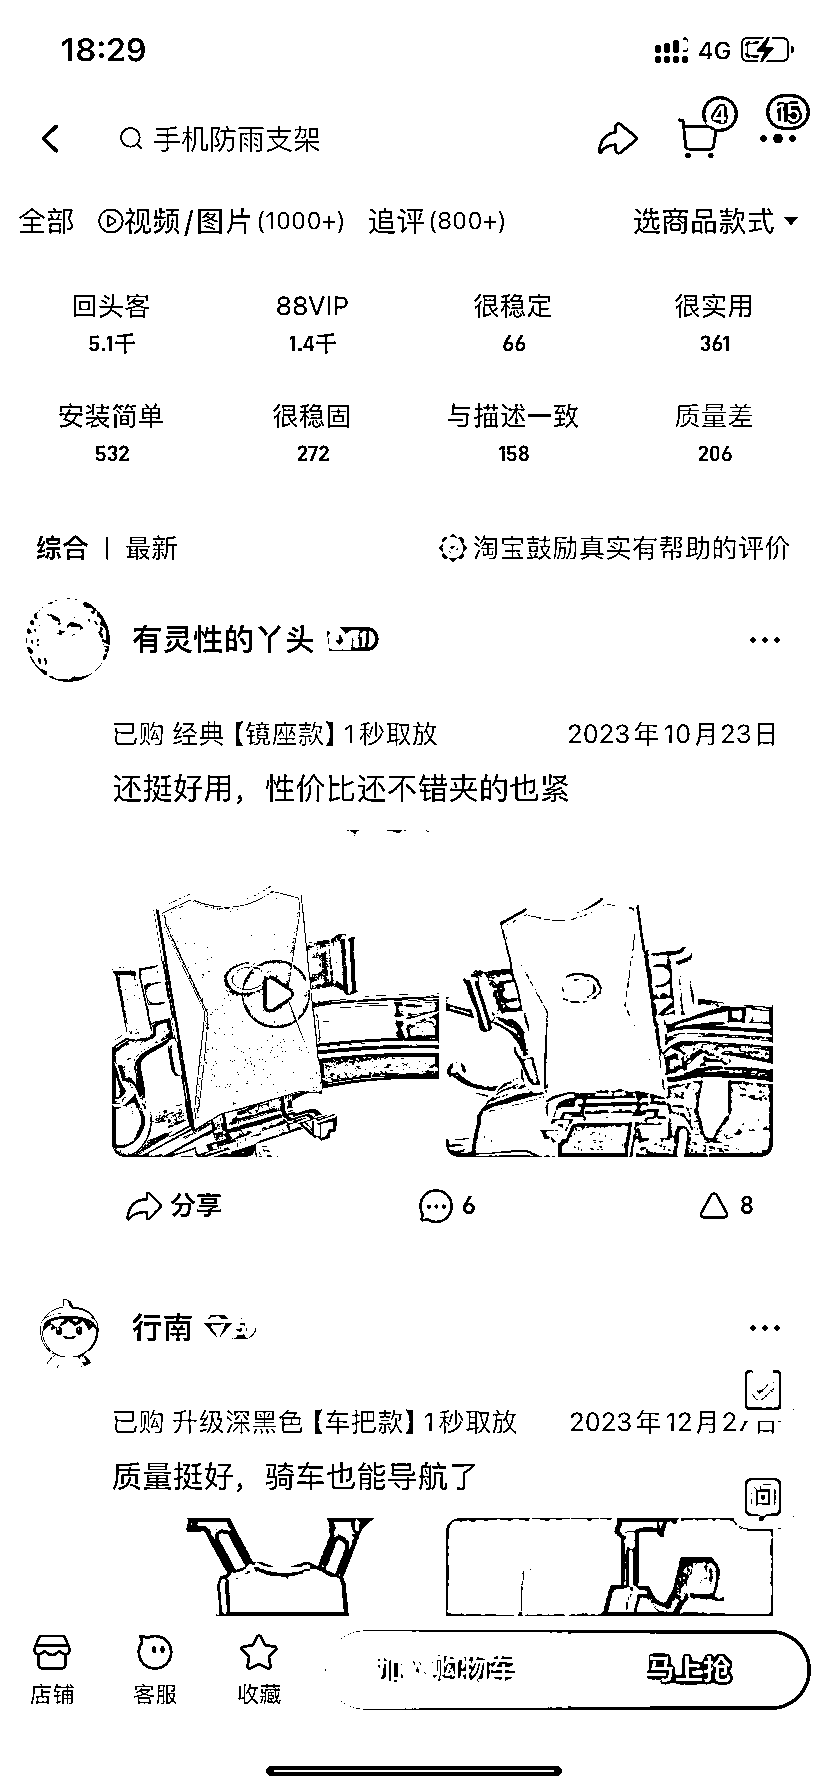 18:29 4G
手机防雨支架 4 15
全部 视频/图片(1000+) 追评(800+) 选商品款式
回头客 88VIP 很稳定 很实用
5.1千 1.4千 66 361
安装简单 很稳固 与描述一致 质量差
532 272 158 206
综合 | 最新 淘宝鼓励真实有帮助的评价
有灵性的丫头
已购 经典【镜座款】1秒取放 2023年10月23日
还挺好用，性价比还不错夹的也紧
分享 6 8
行南
已购 升级深黑色【车把款】1秒取放 2023年12月2
质量挺好，骑车也能导航了
购物车 马上抢
店铺 客服 收藏